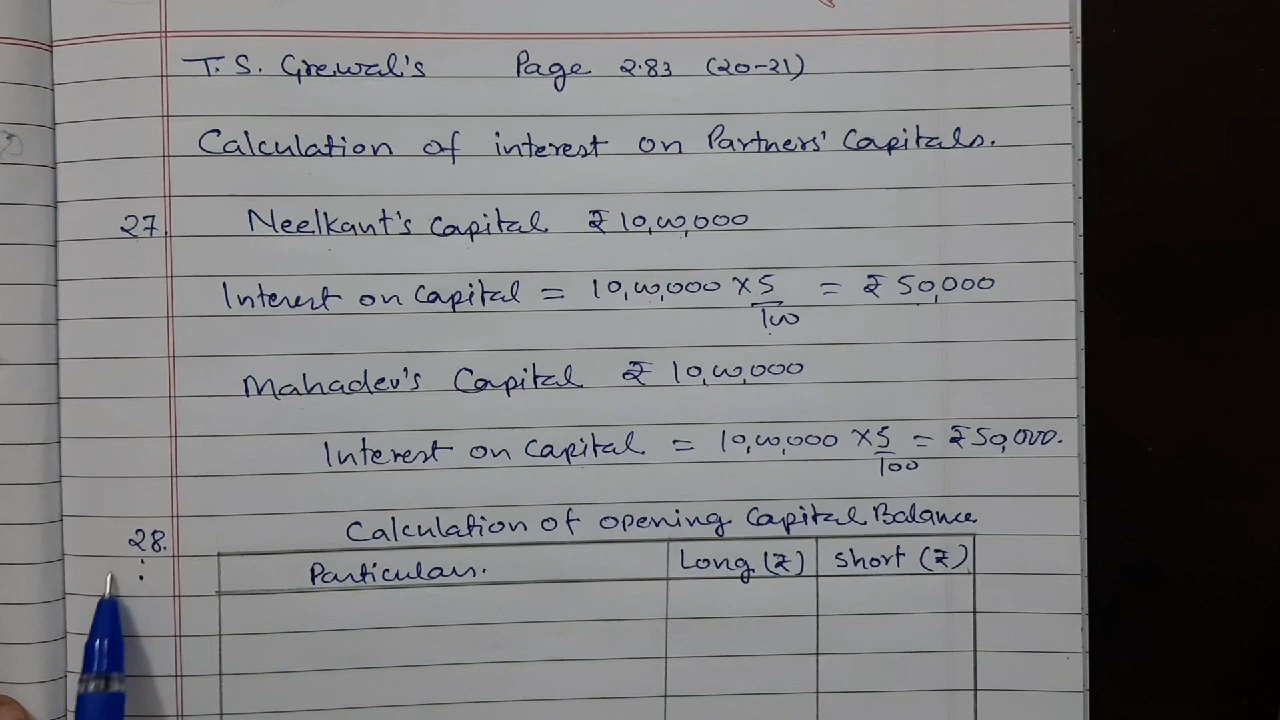 T. S. Grewal's Page 2.83 (20-21)
Calculation of interest on Partners' Capitals.
27 Neelkant's Capital ₹ 10,00,000
Interest on Capital = 10,00,000 × 5/100 = ₹ 50,000
Mahadev's Capital ₹ 10,00,000
Interest on Capital = 10,00,000 × 5/100 = ₹50,000.
28. Calculation of opening Capital Balance
Particulars. Long (₹) Short (₹)